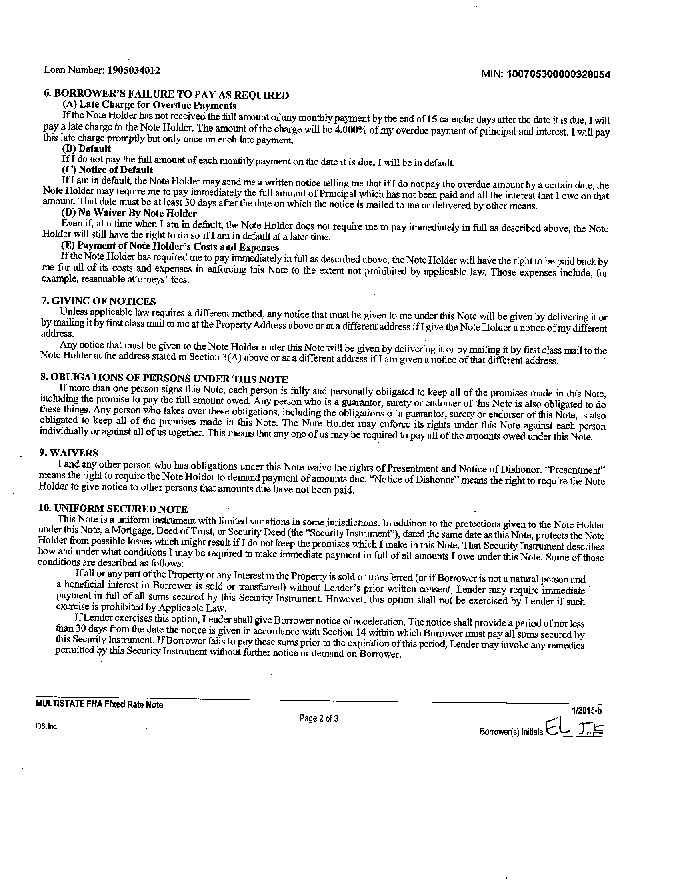 Loan Number: 1905034012
MIN: 100705300000328054
6. BORROWER'S FAILURE TO PAY AS REQUIRED
(A) Late Charge for Overdue Payments
If the Note Holder has not received the full amount of any monthly payment by the end of 15 calendar days after the date it is due, I will
pay a late charge to the Note Holder. The amount of the charge will be 4.000% of my overdue payment of principal and interest. I will pay
this late charge promptly but only once on each late payment.
(B) Default
If I do not pay the full amount of each monthly payment on the date it is due, I will be in default.
(C) Notice of Default
If I am in default, the Note Holder may send me a written notice telling me that if I do not pay the overdue amount by a certain date, the
Note Holder may require me to pay immediately the full amount of Principal which has not been paid and all the interest that I owe on that
amount. That date must be at least 30 days after the date on which the notice is mailed to me or delivered by other means.
(D) No Waiver By Note Holder
Even if, at a time when I am in default, the Note Holder does not require me to pay immediately in full as described above, the Note
Holder will still have the right to do so if I am in default at a later time.
(E) Payment of Note Holder's Costs and Expenses
If the Note Holder has required me to pay immediately in full as described above, the Note Holder will have the right to be paid back by
me for all of its costs and expenses in enforcing this Note to the extent not prohibited by applicable law. Those expenses include, for
example, reasonable attorneys' fees.
7. GIVING OF NOTICES
Unless applicable law requires a different method, any notice that must be given to me under this Note will be given by delivering it or
by mailing it by first class mail to me at the Property Address above or at a different address if I give the Note Holder a notice of my different
address.
Any notice that must be given to the Note Holder under this Note will be given by delivering it or by mailing it by first class mail to the
Note Holder at the address stated in Section 3(A) above or at a different address if I am given a notice of that different address.
8. OBLIGATIONS OF PERSONS UNDER THIS NOTE
If more than one person signs this Note, each person is fully and personally obligated to keep all of the promises made in this Note,
including the promise to pay the full amount owed. Any person who is a guarantor, surety or endorser of this Note is also obligated to do
these things. Any person who takes over these obligations, including the obligations of a guarantor, surety or endorser of this Note, is also
obligated to keep all of the promises made in this Note. The Note Holder may enforce its rights under this Note against each person
individually or against all of us together. This means that any one of us may be required to pay all of the amounts owed under this Note.
9. WAIVERS
I and any other person who has obligations under this Note waive the rights of Presentment and Notice of Dishonor. "Presentment"
means the right to require the Note Holder to demand payment of amounts due. "Notice of Dishonor" means the right to require the Note
Holder to give notice to other persons that amounts due have not been paid.
10. UNIFORM SECURED NOTE
This Note is a uniform instrument with limited variations in some jurisdictions. In addition to the protections given to the Note Holder
under this Note, a Mortgage, Deed of Trust, or Security Deed (the "Security Instrument"), dated the same date as this Note, protects the Note
Holder from possible losses which might result if I do not keep the promises which I make in this Note. That Security Instrument describes
how and under what conditions I may be required to make immediate payment in full of all amounts I owe under this Note. Some of those
conditions are described as follows:
If all or any part of the Property or any Interest in the Property is sold or transferred (or if Borrower is not a natural person and
a beneficial interest in Borrower is sold or transferred) without Lender's prior written consent, Lender may require immediate
payment in full of all sums secured by this Security Instrument. However, this option shall not be exercised by Lender if such
exercise is prohibited by Applicable Law.
If Lender exercises this option, Lender shall give Borrower notice of acceleration. The notice shall provide a period of not less
than 30 days from the date the notice is given in accordance with Section 14 within which Borrower must pay all sums secured by
this Security Instrument. If Borrower fails to pay these sums prior to the expiration of this period, Lender may invoke any remedies
permitted by this Security Instrument without further notice or demand on Borrower.
MULTISTATE FHA Fixed Rate Note
1/2015
Page 2 of 3
IDS, Inc.
Borrower(s) Initials EL J.E